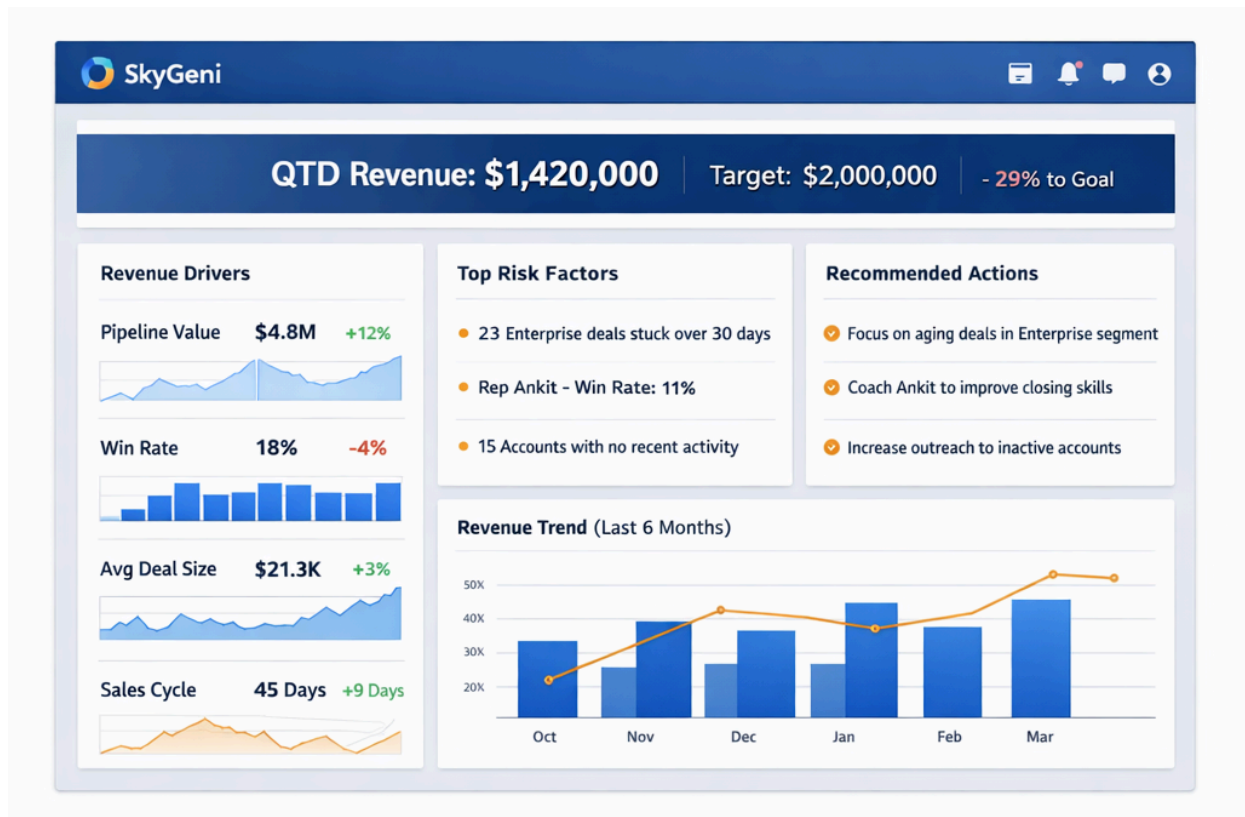 SkyGeni
QTD Revenue: $1,420,000 Target: $2,000,000 - 29% to Goal
Revenue Drivers
Pipeline Value $4.8M +12%
Win Rate 18% -4%
Avg Deal Size $21.3K +3%
Sales Cycle 45 Days +9 Days
Top Risk Factors
23 Enterprise deals stuck over 30 days
Rep Ankit - Win Rate: 11%
15 Accounts with no recent activity
Recommended Actions
Focus on aging deals in Enterprise segment
Coach Ankit to improve closing skills
Increase outreach to inactive accounts
Revenue Trend (Last 6 Months)
50X
40X
30X
20X
Oct Nov Dec Jan Feb Mar